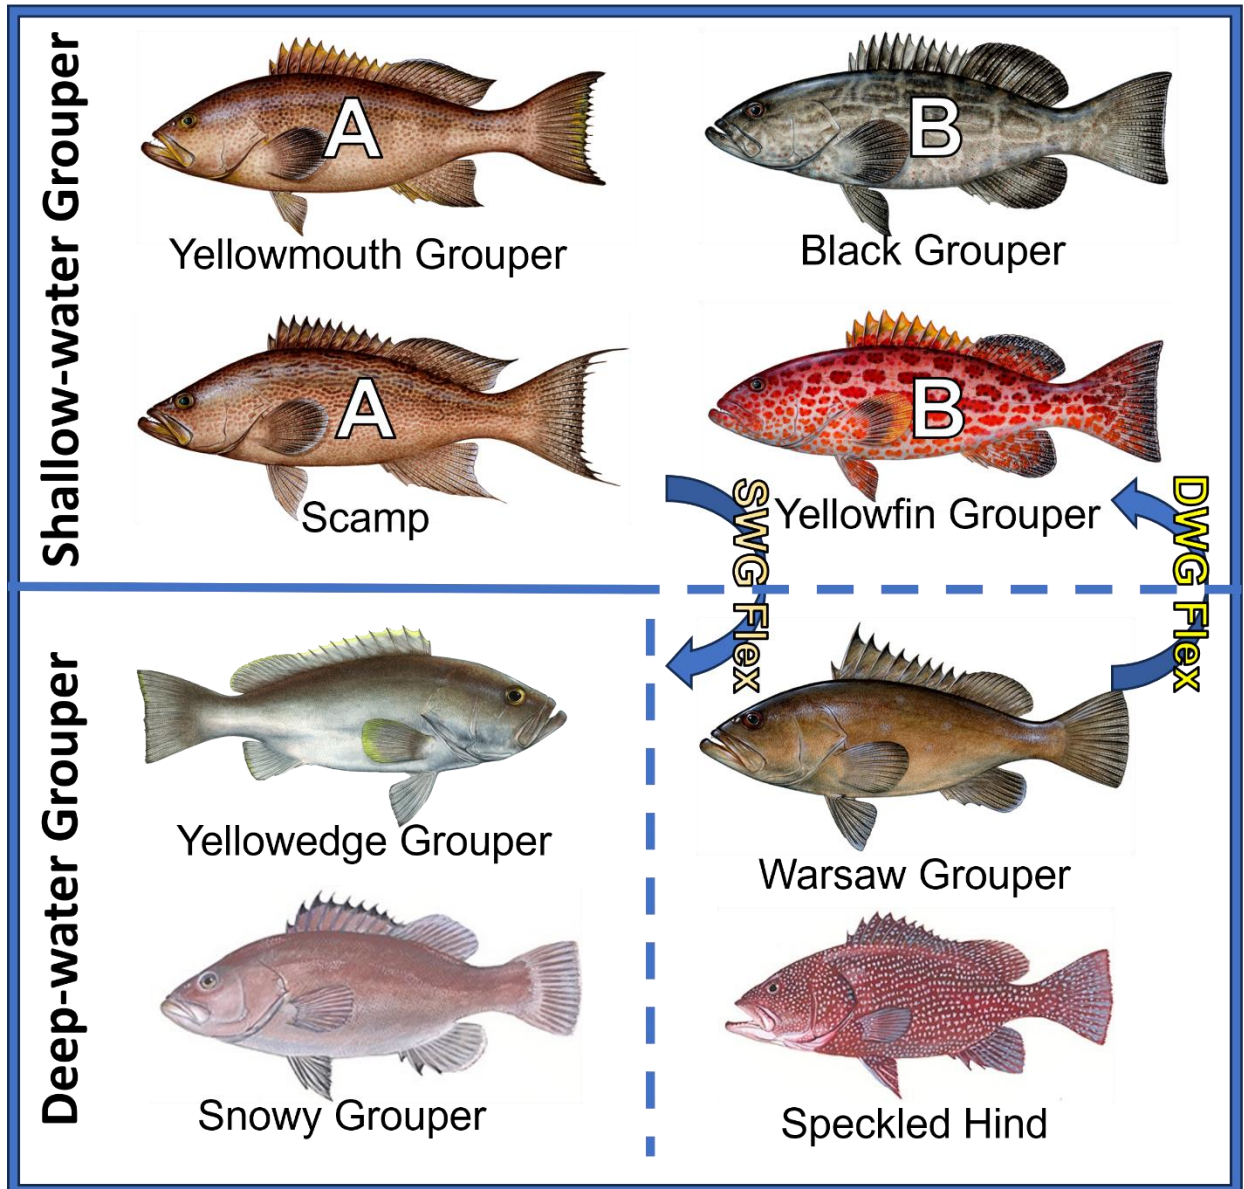 Shallow-water Grouper
A
Yellowmouth Grouper
B
Black Grouper
A
Scamp
B
Yellowfin Grouper
SWG Flex
DWG Flex
Deep-water Grouper
Yellowedge Grouper
Warsaw Grouper
Snowy Grouper
Speckled Hind